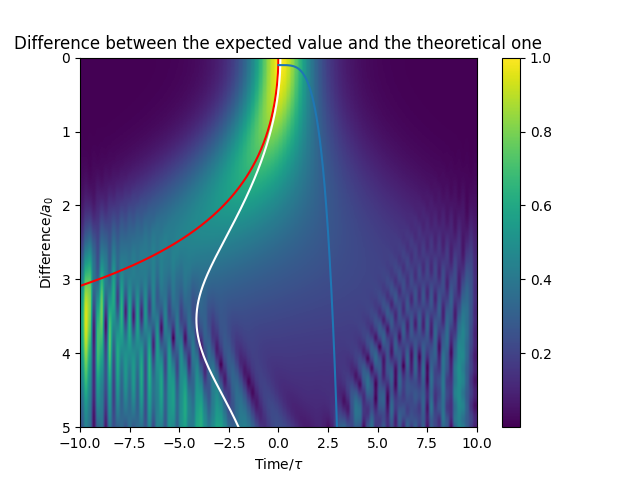 Difference between the expected value and the theoretical one
0
1
2
3
4
5
Difference/a₀
−10.0 −7.5 −5.0 −2.5 0.0 2.5 5.0 7.5 10.0
Time/τ
1.0
0.8
0.6
0.4
0.2